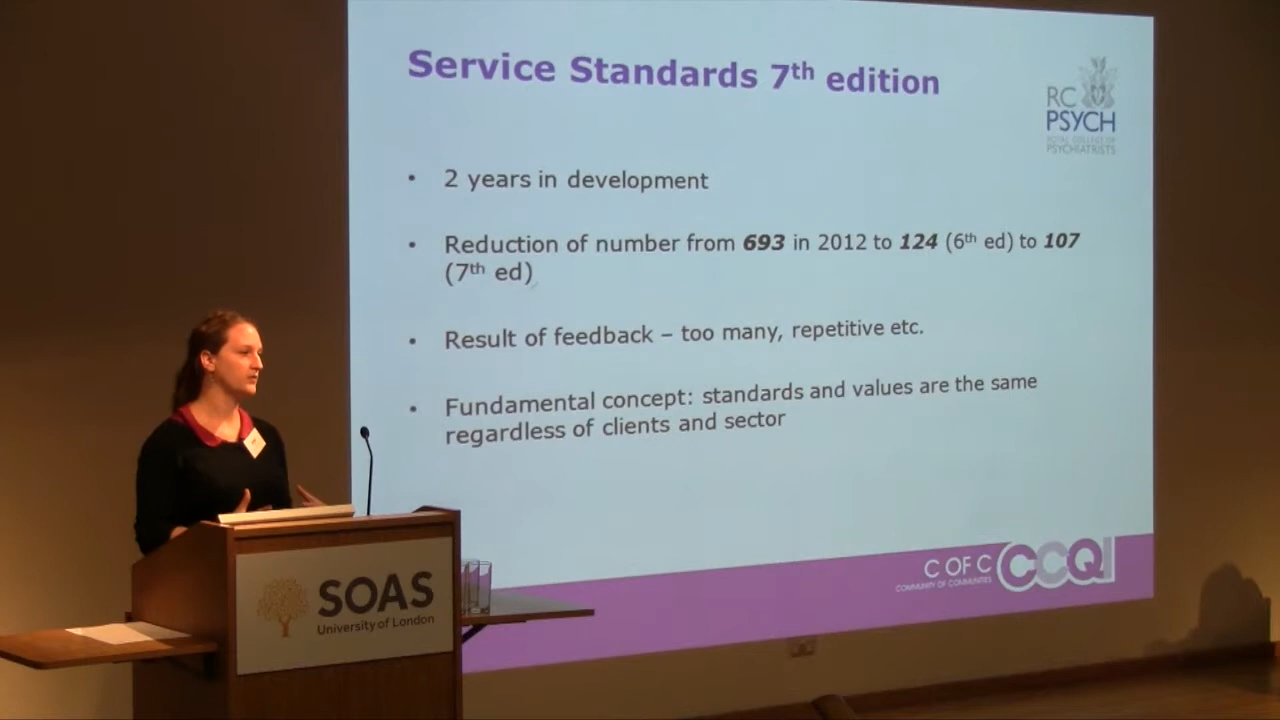 Service Standards 7th edition
RC
PSYCH
ROYAL COLLEGE OF
PSYCHIATRISTS
• 2 years in development
• Reduction of number from 693 in 2012 to 124 (6th ed) to 107
(7th ed)
• Result of feedback – too many, repetitive etc.
• Fundamental concept: standards and values are the same
regardless of clients and sector
C OF C
COMMUNITY OF COMMUNITIES
CCQI
SOAS
University of London